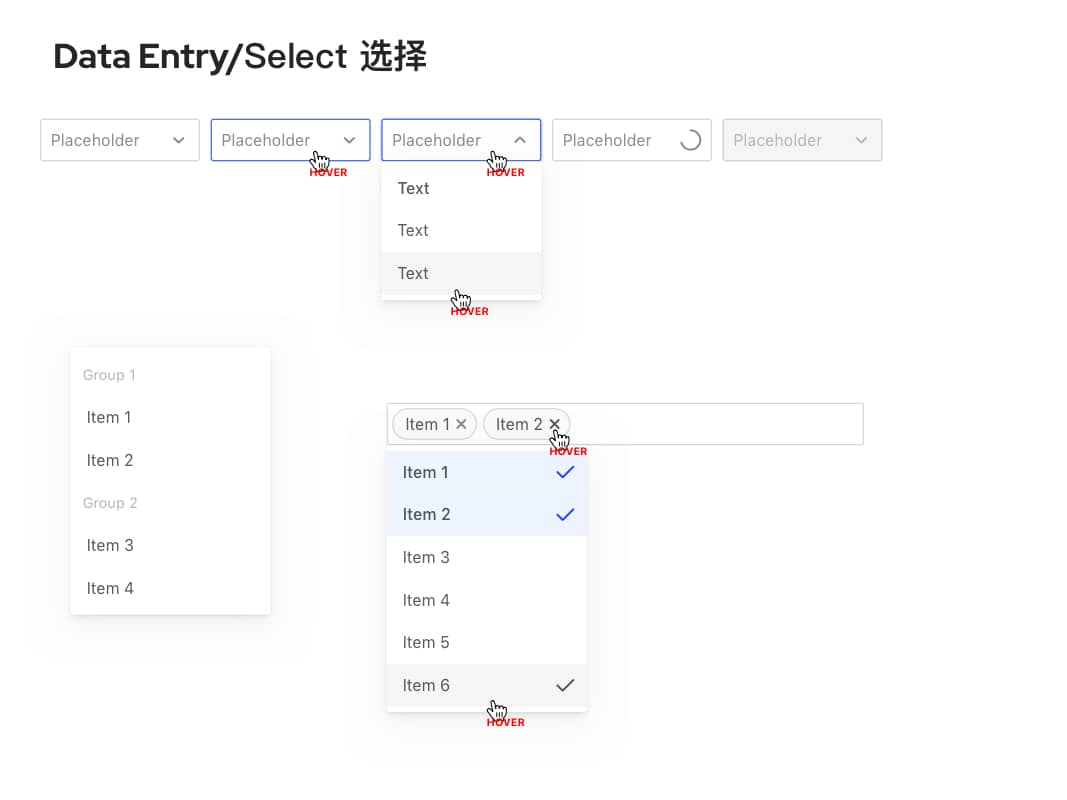 Data Entry/Select 选择
Placeholder
Placeholder
HOVER
Placeholder
HOVER
Placeholder
Placeholder
Text
Text
Text
HOVER
Group 1
Item 1
Item 2
Group 2
Item 3
Item 4
Item 1
Item 2
HOVER
Item 1
Item 2
Item 3
Item 4
Item 5
Item 6
HOVER